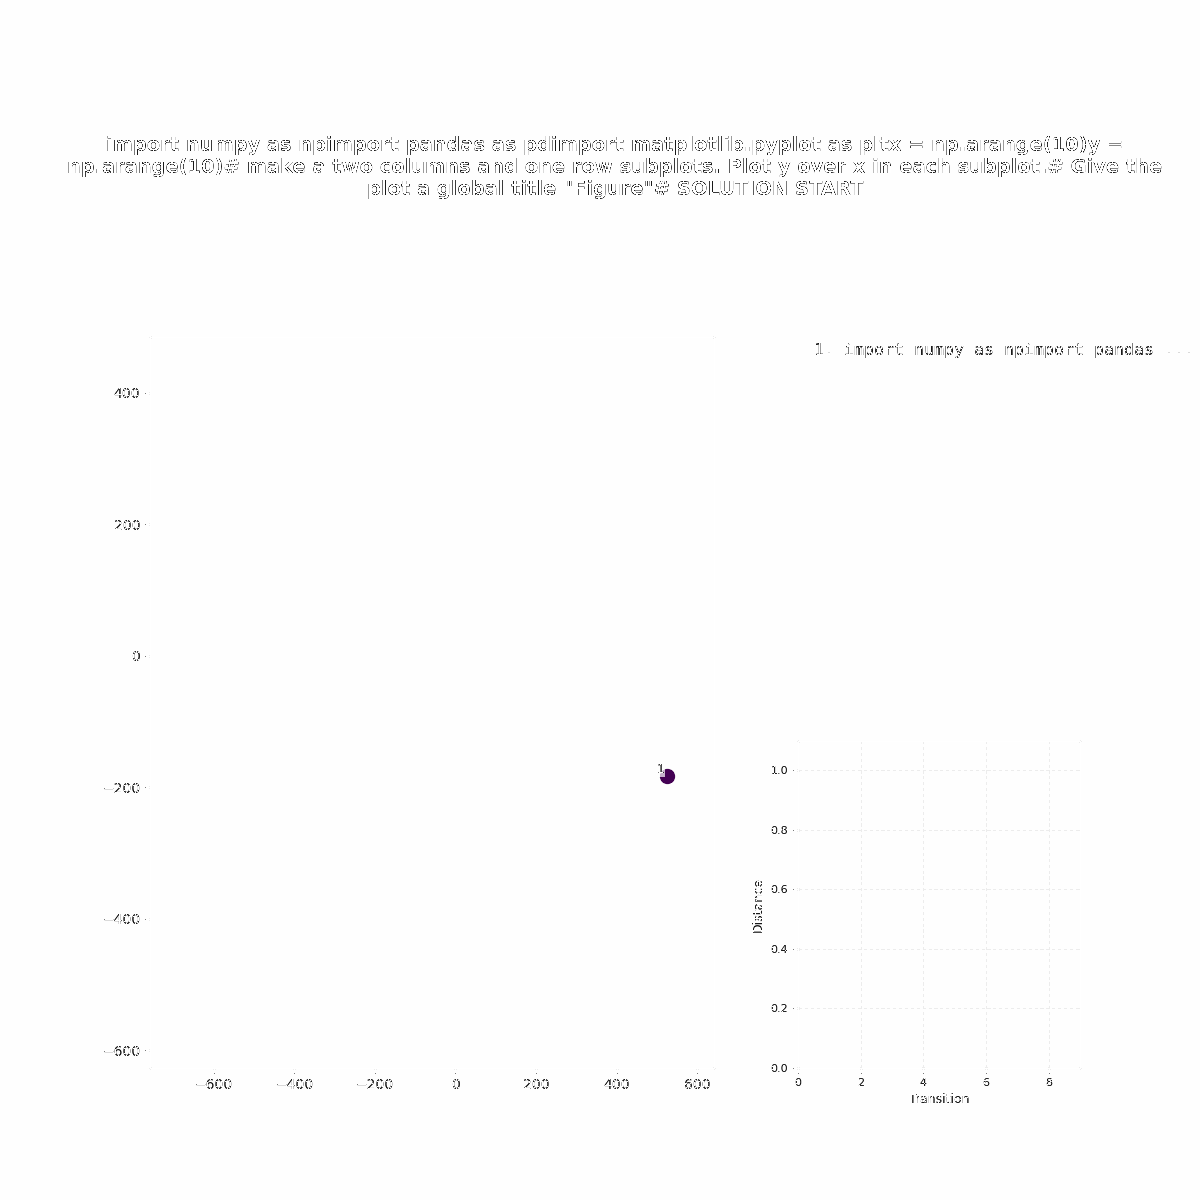 import numpy as npimport pandas as pdimport matplotlib.pyplot as pltx = np.arange(10)y =
np.arange(10)# make a two columns and one row subplots. Plot y over x in each subplot.# Give the
plot a global title "Figure"# SOLUTION START
1. import numpy as npimport pandas ...
400
200
0
−200
−400
−600
−600 −400 −200 0 200 400 600
1
1.0
0.8
0.6
0.4
0.2
0.0
Distance
0 2 4 6 8
Transition